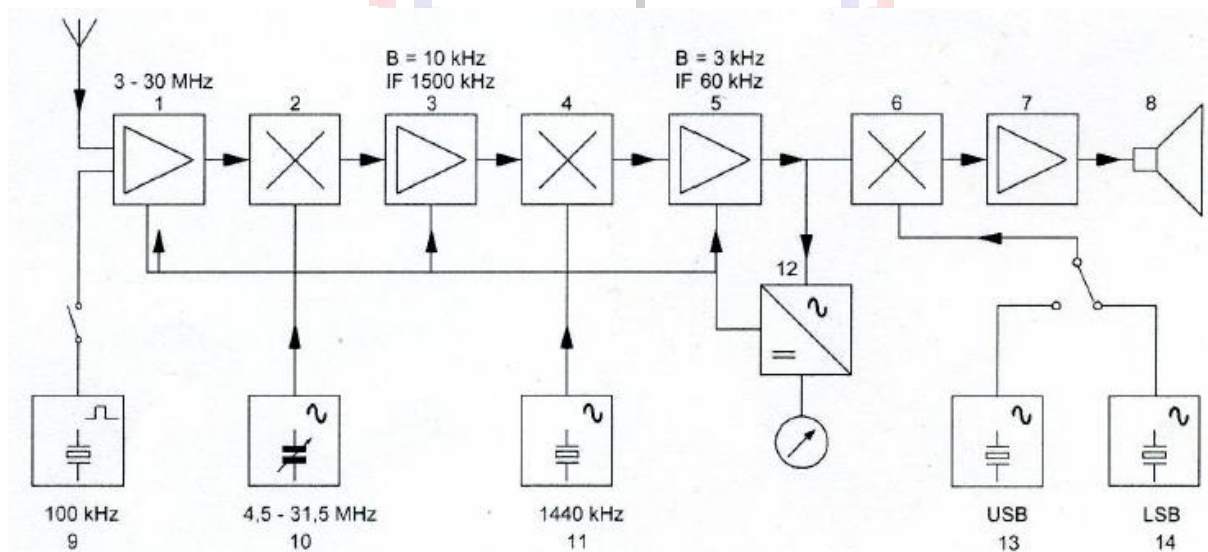 B = 10 kHz
B = 3 kHz
3 - 30 MHz
IF 1500 kHz
IF 60 kHz
1
2
3
4
5
6
7
8
12
100 kHz
4,5 - 31,5 MHz
1440 kHz
USB
LSB
9
10
11
13
14